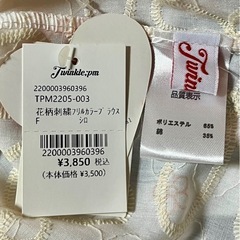 Twinkle;pm
2200003960396
TPM2205-003
花柄刺繍フリルカラーブ ラウス
F シロ
2200003960396
¥3,850 税込
(本体価格 ¥3,500)
Twin
品質表示
ポリエステル 65%
綿 35%